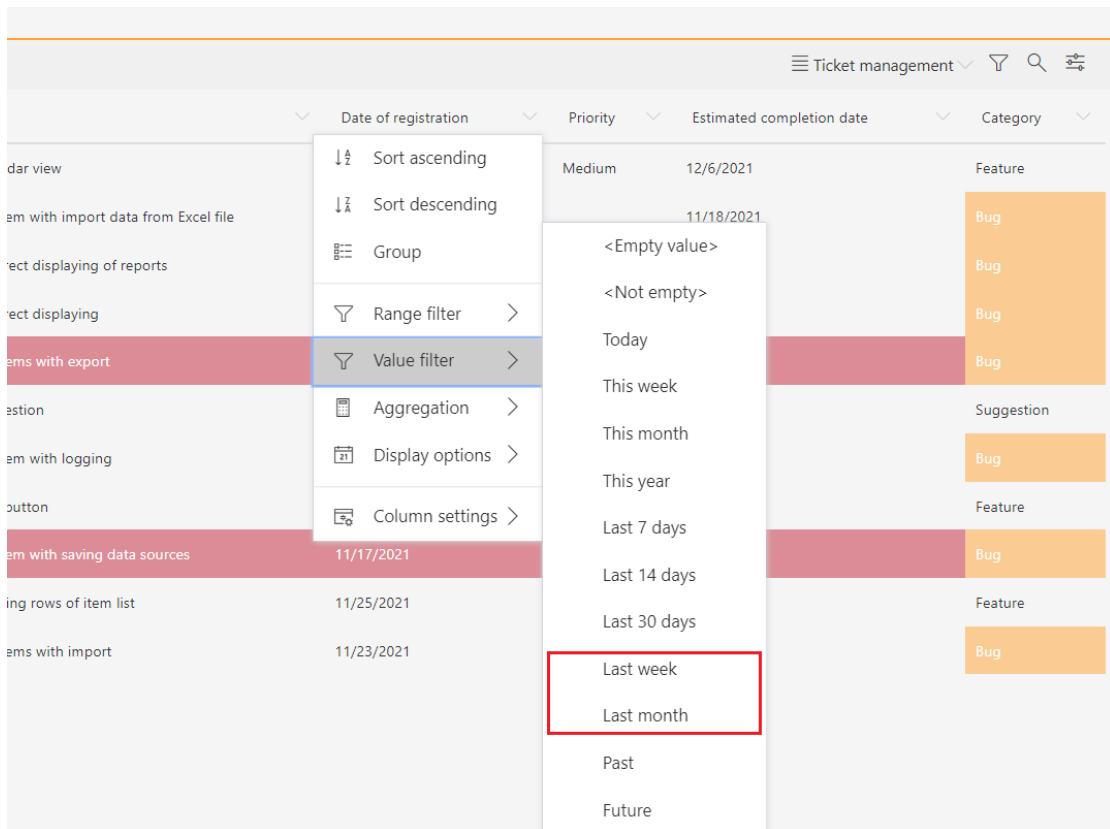 Ticket management
Date of registration Priority Estimated completion date Category
dar view Medium 12/6/2021 Feature
em with import data from Excel file 11/18/2021 Bug
rect displaying of reports Bug
rect displaying Bug
ems with export Bug
estion Suggestion
em with logging Bug
button Feature
em with saving data sources 11/17/2021 Bug
ing rows of item list 11/25/2021 Feature
ems with import 11/23/2021 Bug
Sort ascending
Sort descending
Group
Range filter
Value filter
Aggregation
Display options
Column settings
<Empty value>
<Not empty>
Today
This week
This month
This year
Last 7 days
Last 14 days
Last 30 days
Last week
Last month
Past
Future